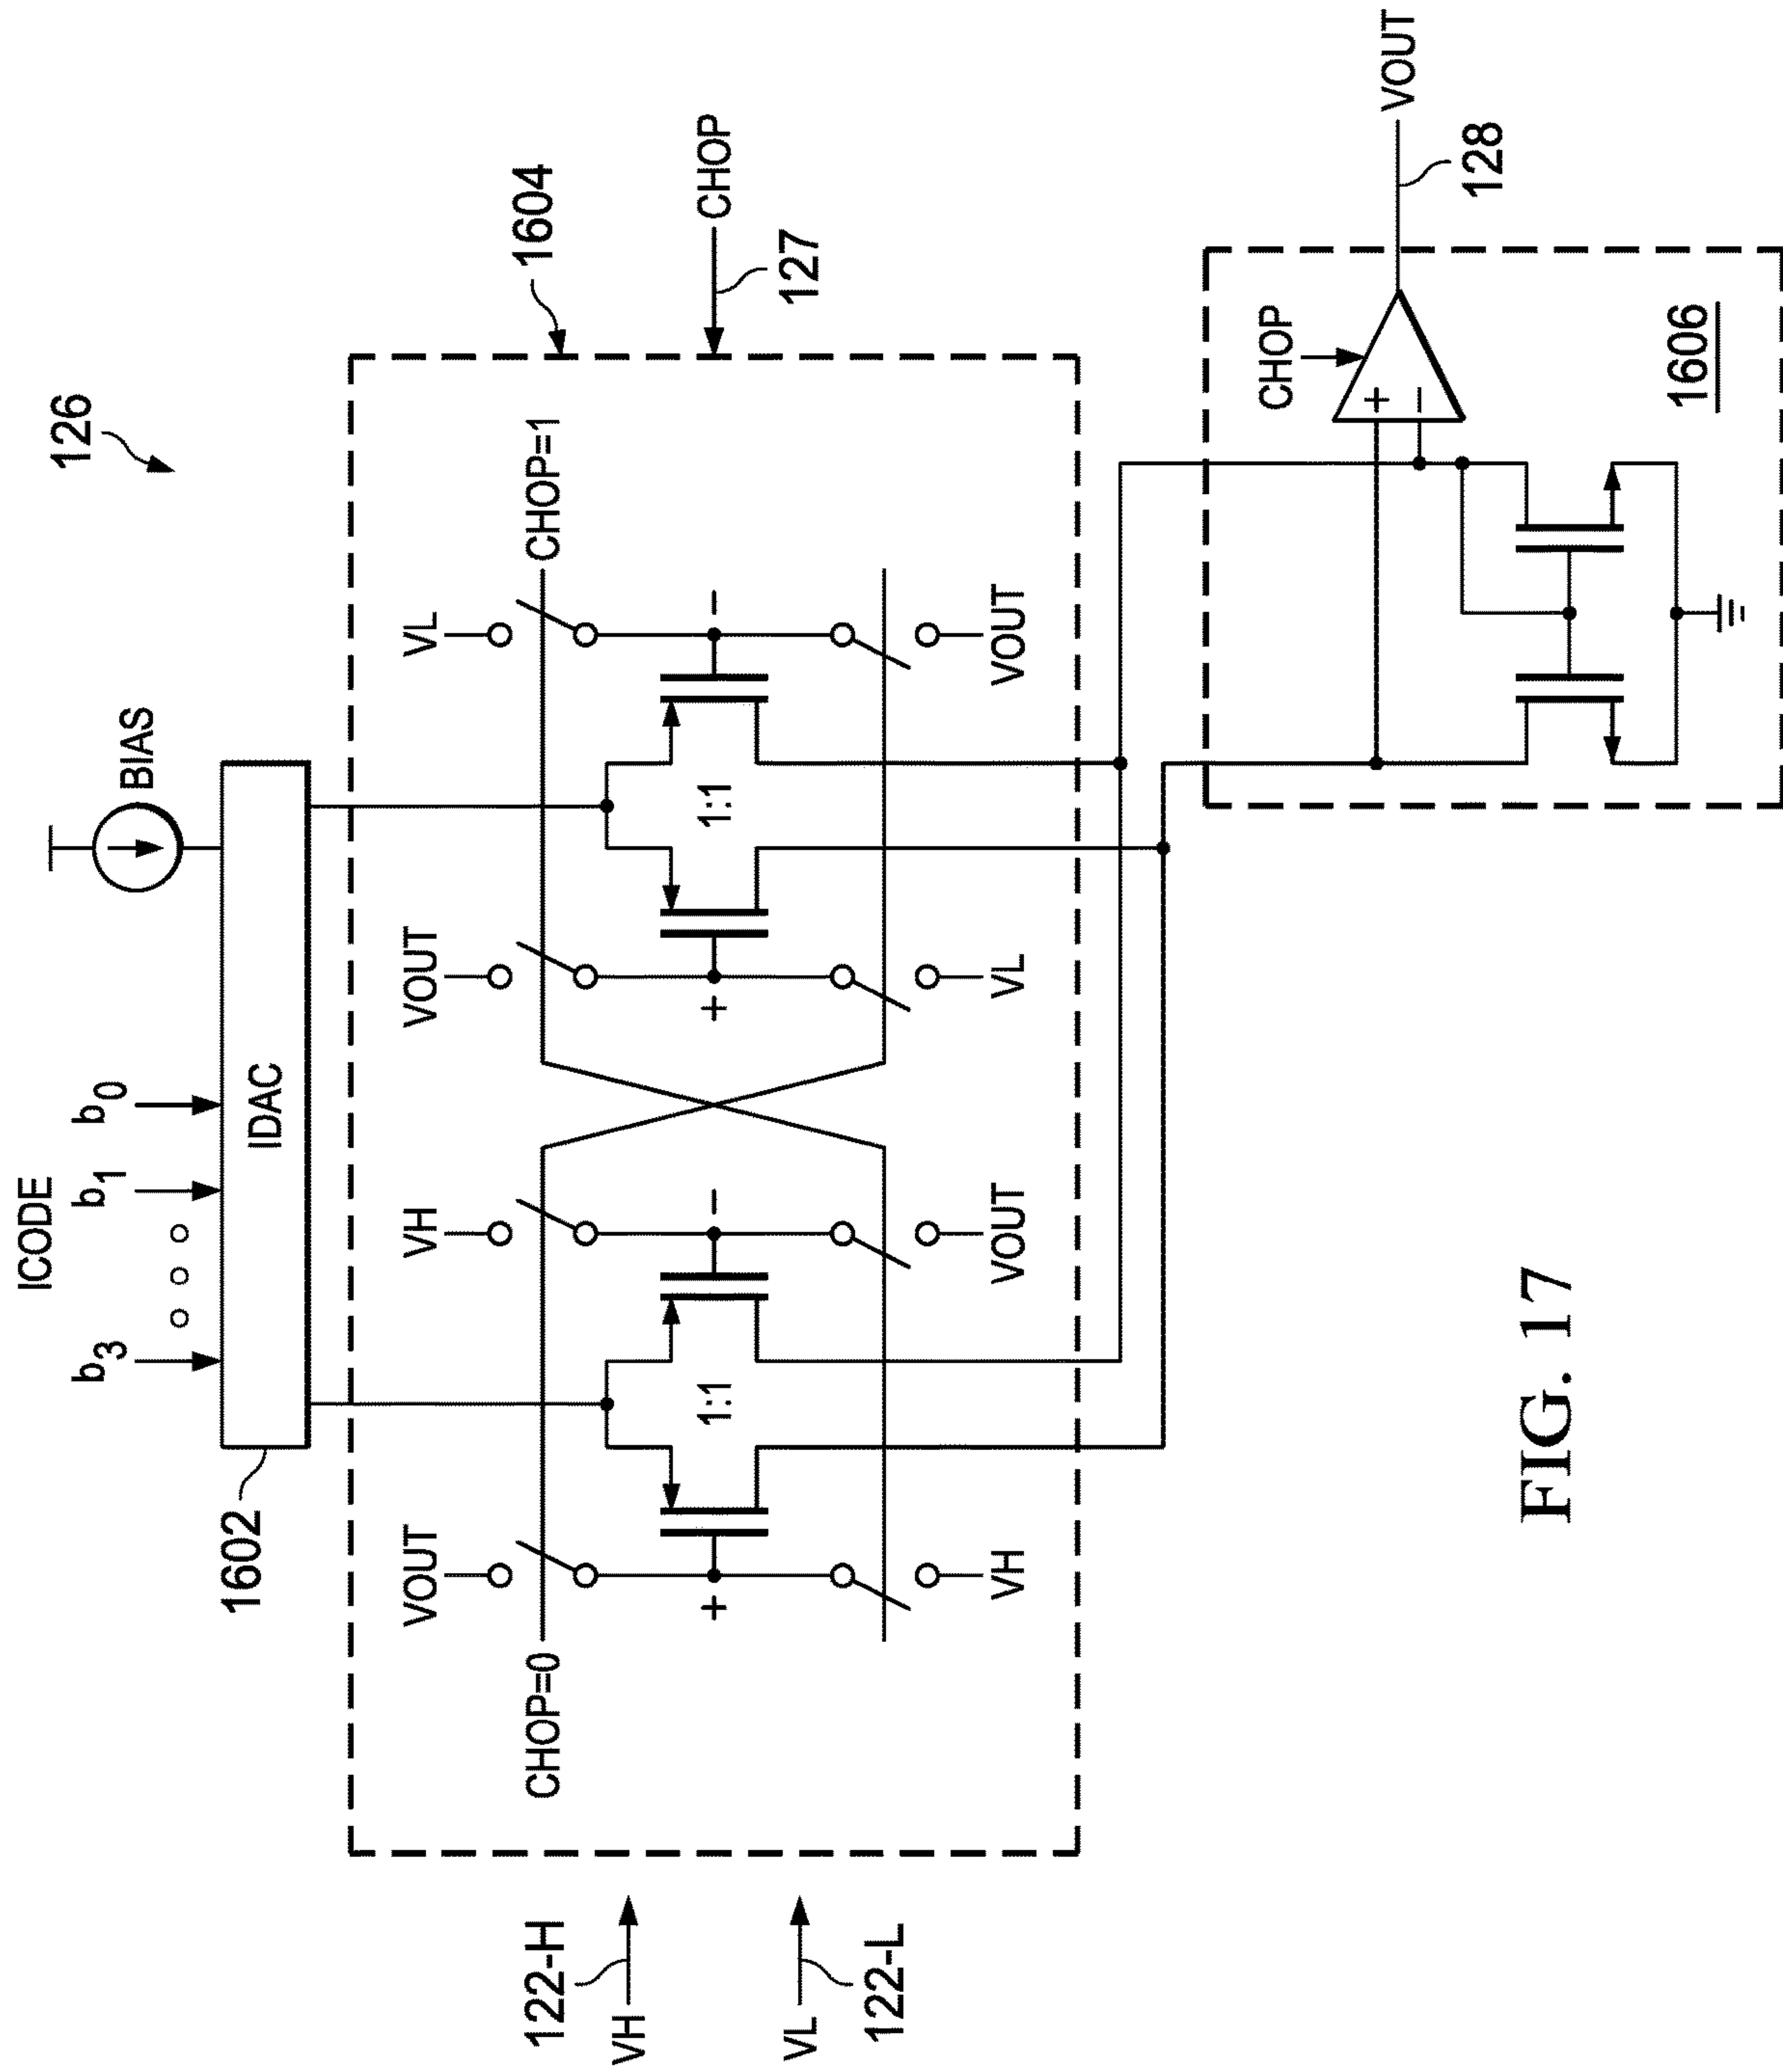 126
ICODE
b3
b1
b0
BIAS
1602
IDAC
1604
CHOP
127
122-H
VH
VL
122-L
CHOP=0
CHOP=1
VOUT
VH
VOUT
VL
+
1:1
−
+
1:1
−
VH
VOUT
VL
VOUT
CHOP
+
−
VOUT
128
1606
FIG. 17